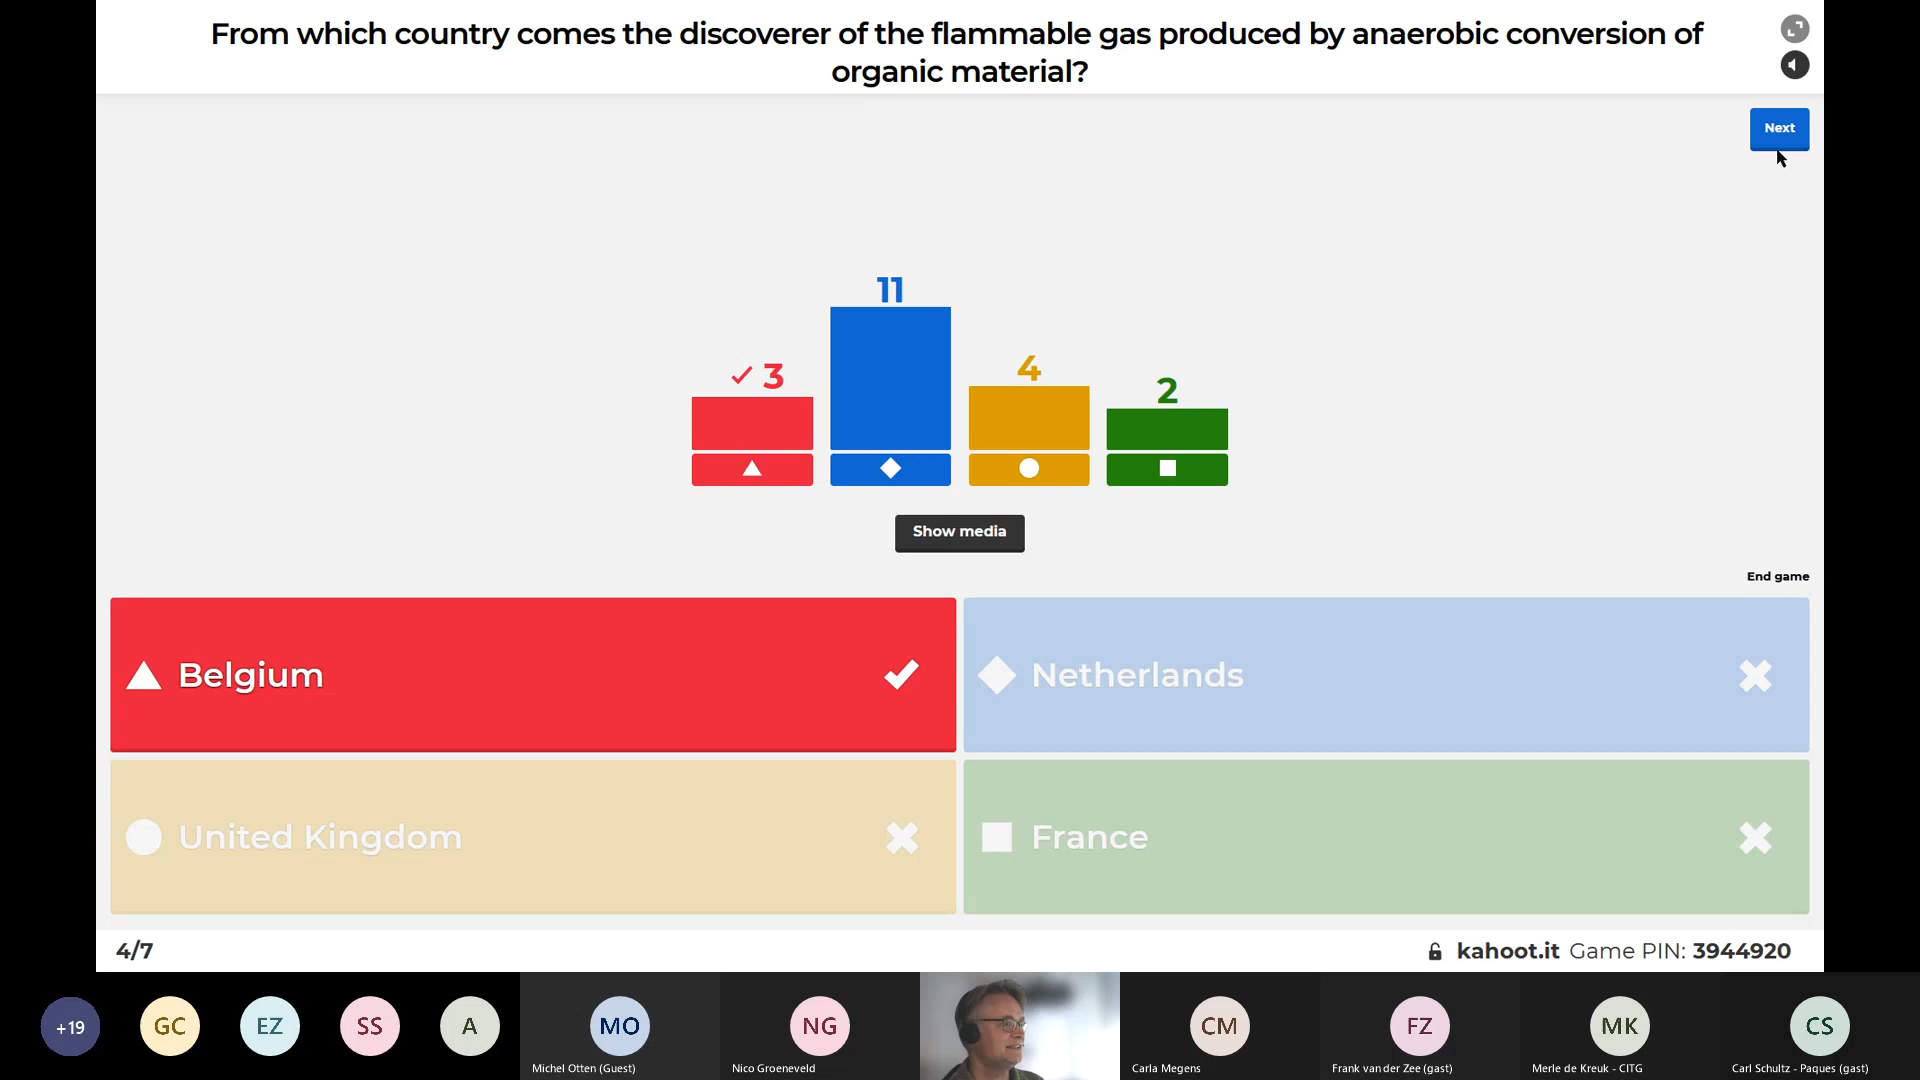 From which country comes the discoverer of the flammable gas produced by anaerobic conversion of
organic material?
Next
11
3
4
2
Show media
End game
Belgium
Netherlands
United Kingdom
France
4/7
kahoot.it Game PIN: 3944920
+19
GC
EZ
SS
A
MO
NG
CM
FZ
MK
CS
Michel Otten (Guest)
Nico Groeneveld
Carla Megens
Frank van der Zee (gast)
Merle de Kreuk - CITG
Carl Schultz - Paques (gast)